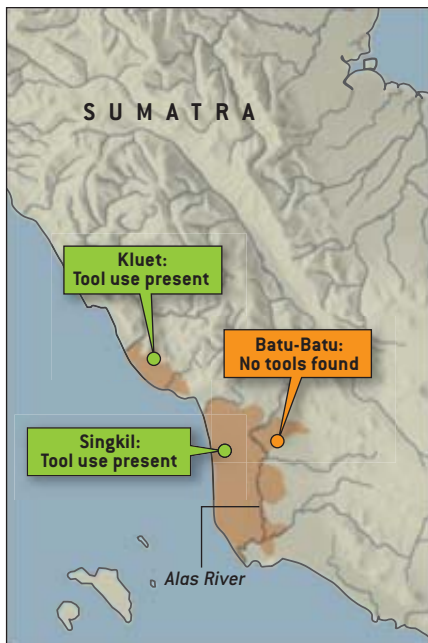 SUMATRA
Kluet:
Tool use present
Batu-Batu:
No tools found
Singkil:
Tool use present
Alas River